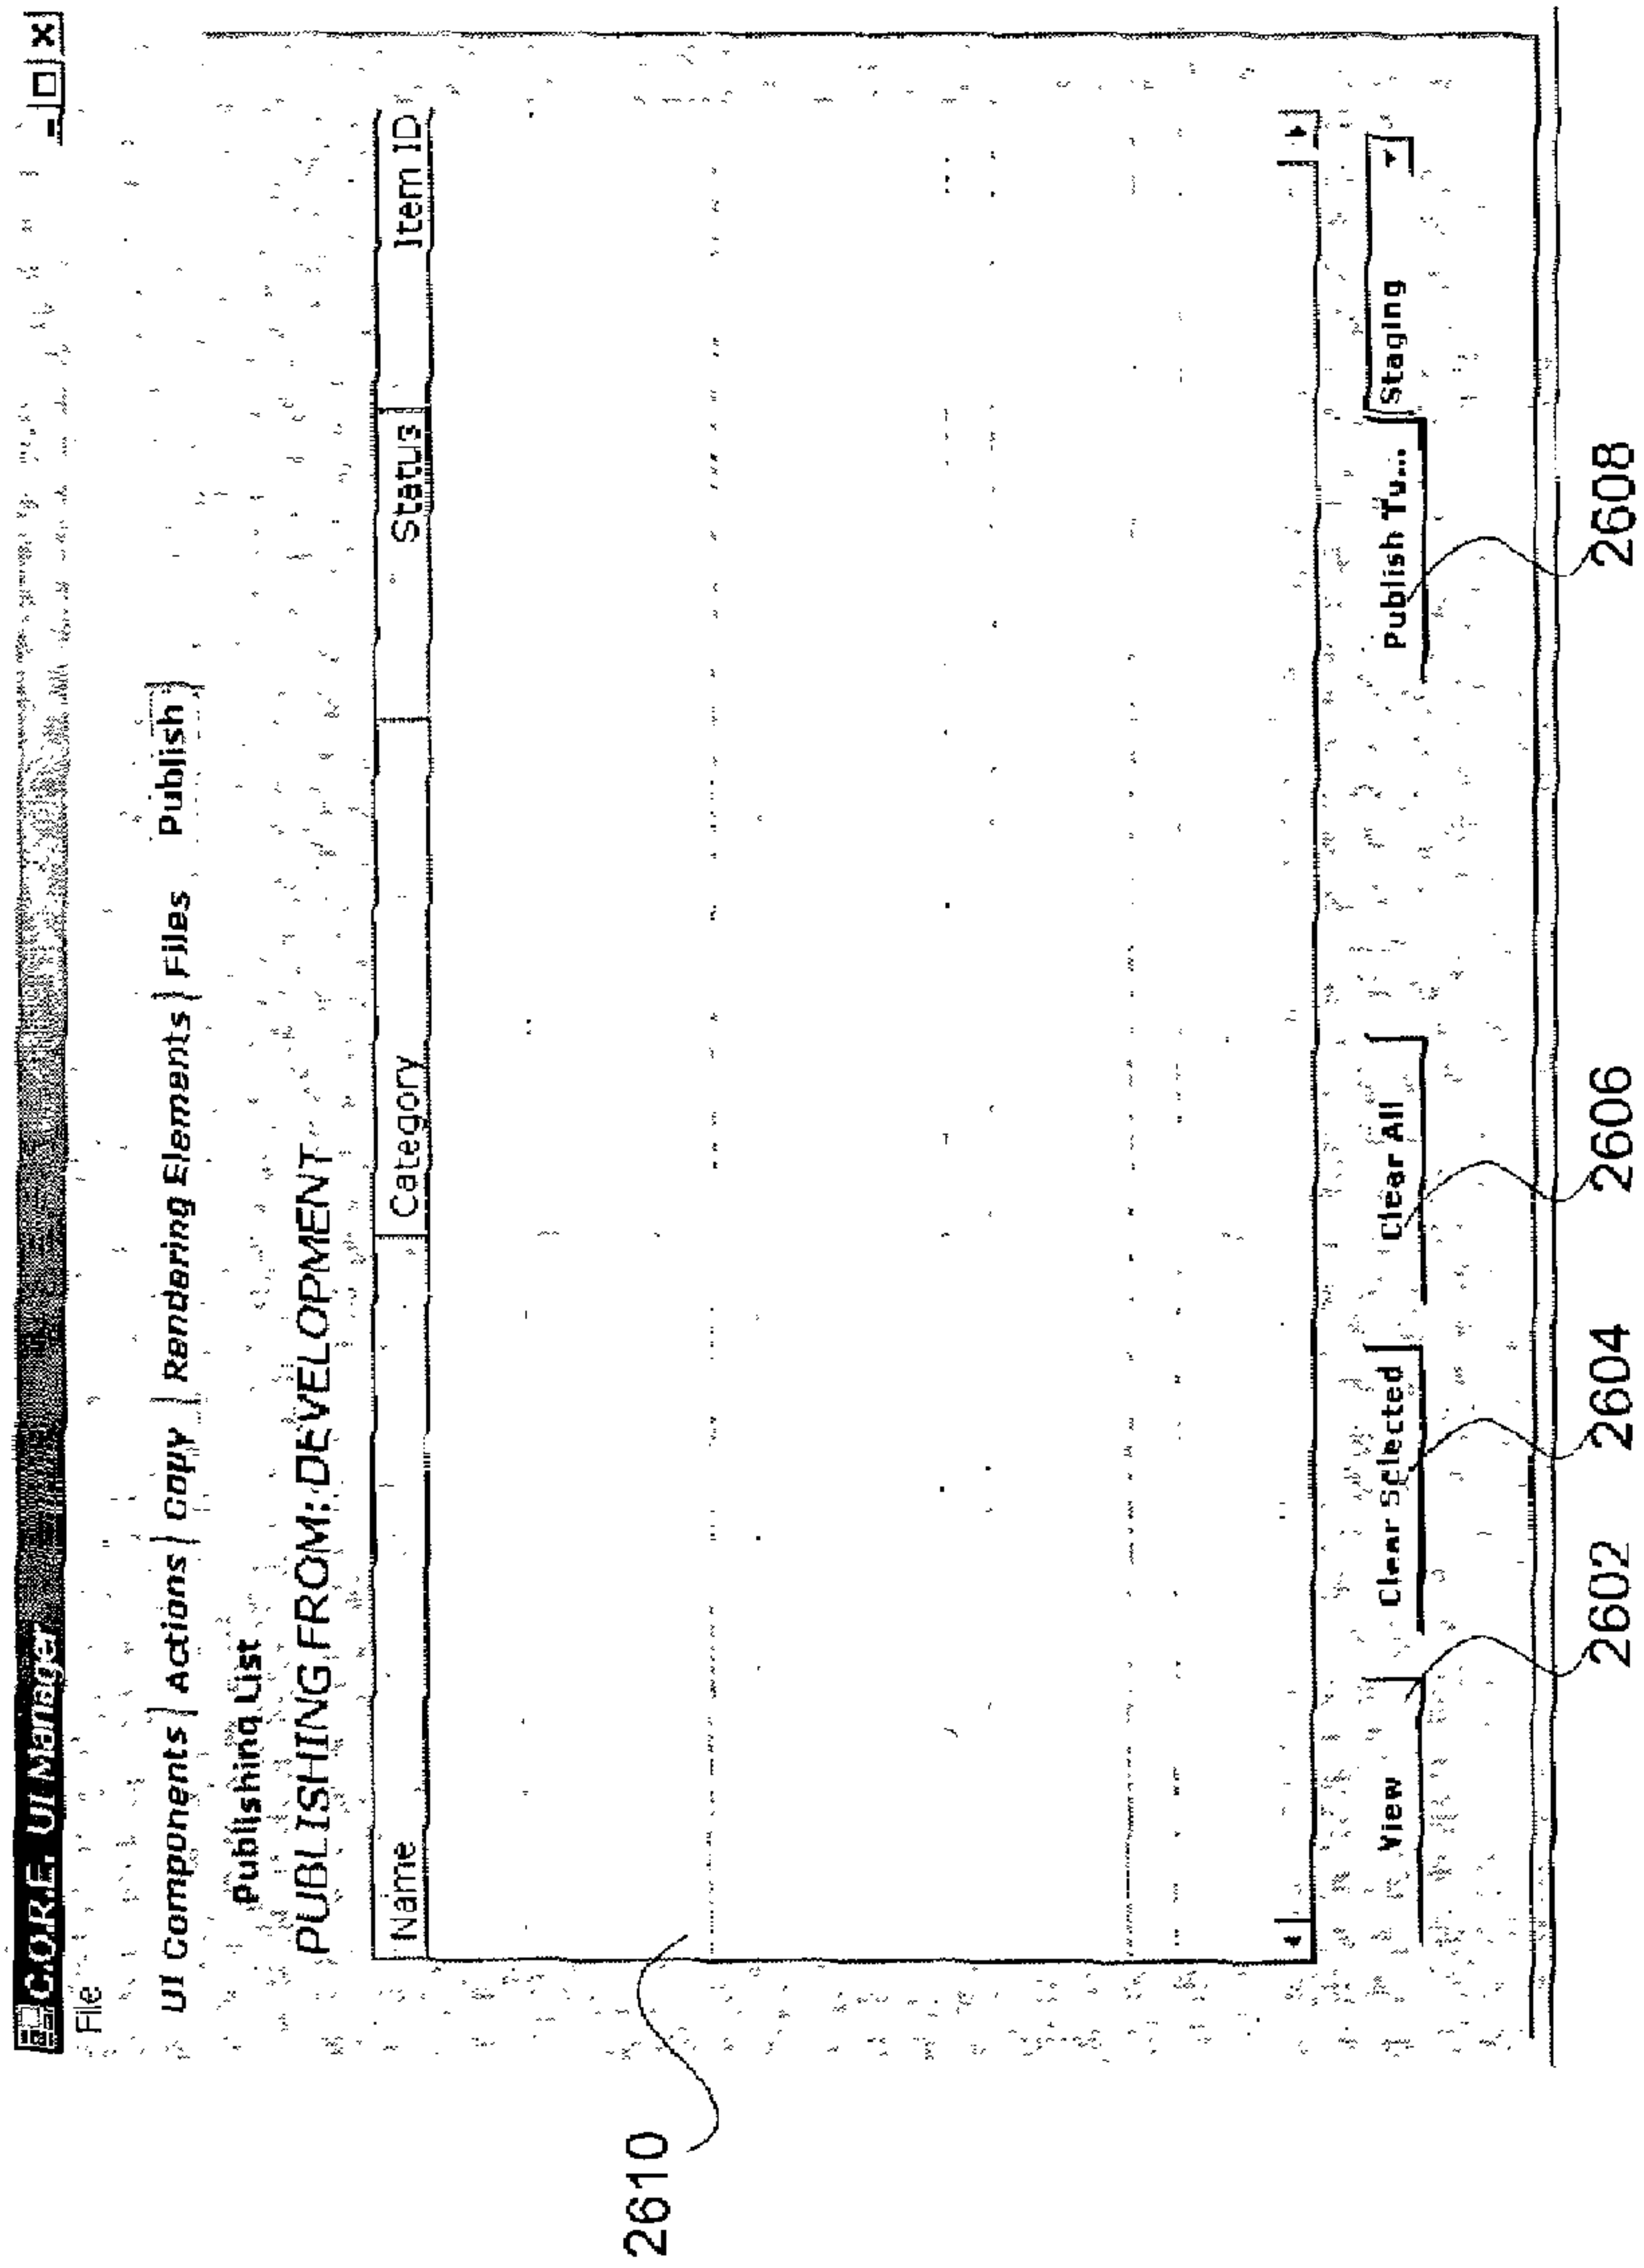 C.O.R.E. UI Manager
File
UI Components Actions Copy Rendering Elements Files Publish
Publishing List
PUBLISHING FROM: DEVELOPMENT
Name Category Status Item ID
View Clear Selected Clear All Publish To... Staging
2610
2602 2604 2606 2608